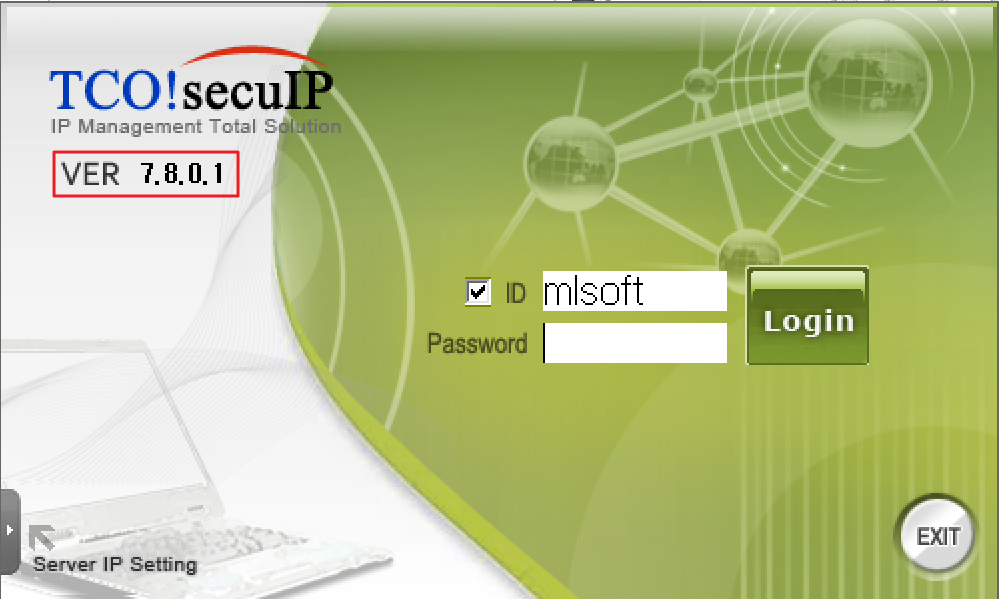 TCO!secuIP
IP Management Total Solution
VER 7.8.0.1
ID mlsoft
Password
Login
EXIT
Server IP Setting